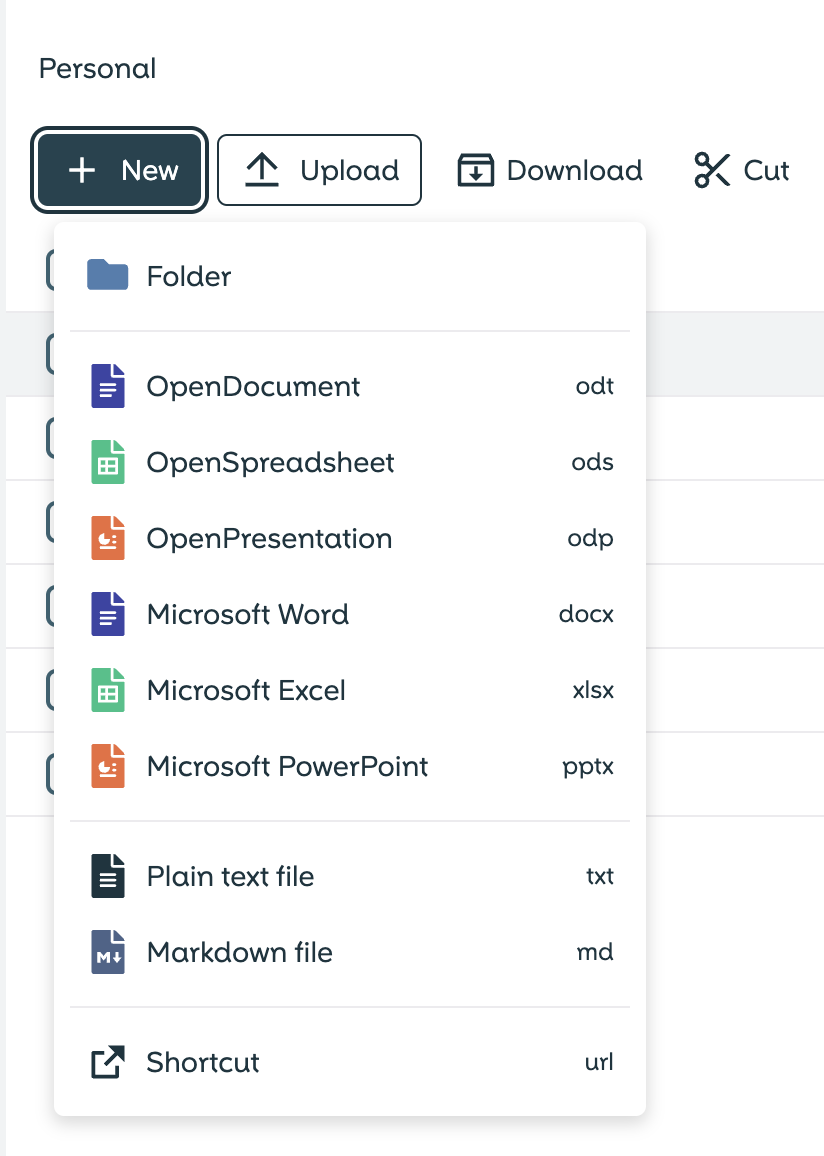 Personal
New Upload Download Cut
Folder
OpenDocument odt
OpenSpreadsheet ods
OpenPresentation odp
Microsoft Word docx
Microsoft Excel xlsx
Microsoft PowerPoint pptx
Plain text file txt
M Markdown file md
Shortcut url